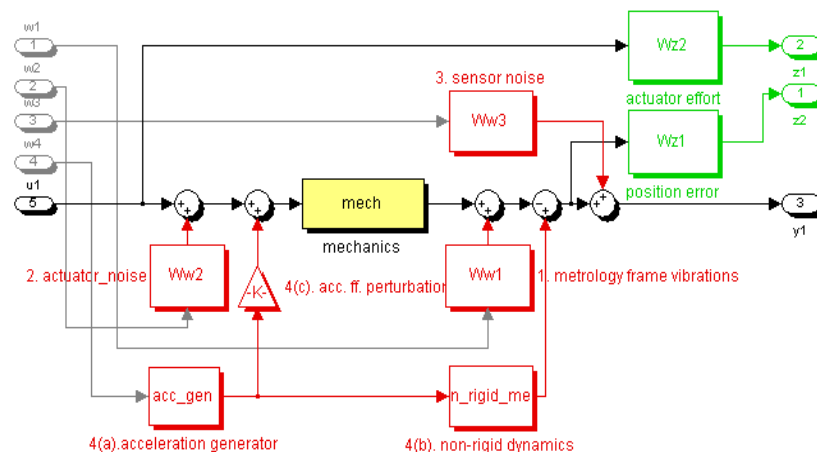 w1
1
w2
2
w3
3
w4
4
u1
5
3. sensor noise
Ww3
Wz2
actuator effort
2
z1
1
z2
Wz1
position error
3
y1
+
+
+
+
mech
mechanics
+
+
-
+
+
2. actuator_noise
Ww2
-K-
4(c). acc. ff. perturbation
Ww1
1. metrology frame vibrations
acc_gen
4(a).acceleration generator
n_rigid_me
4(b). non-rigid dynamics